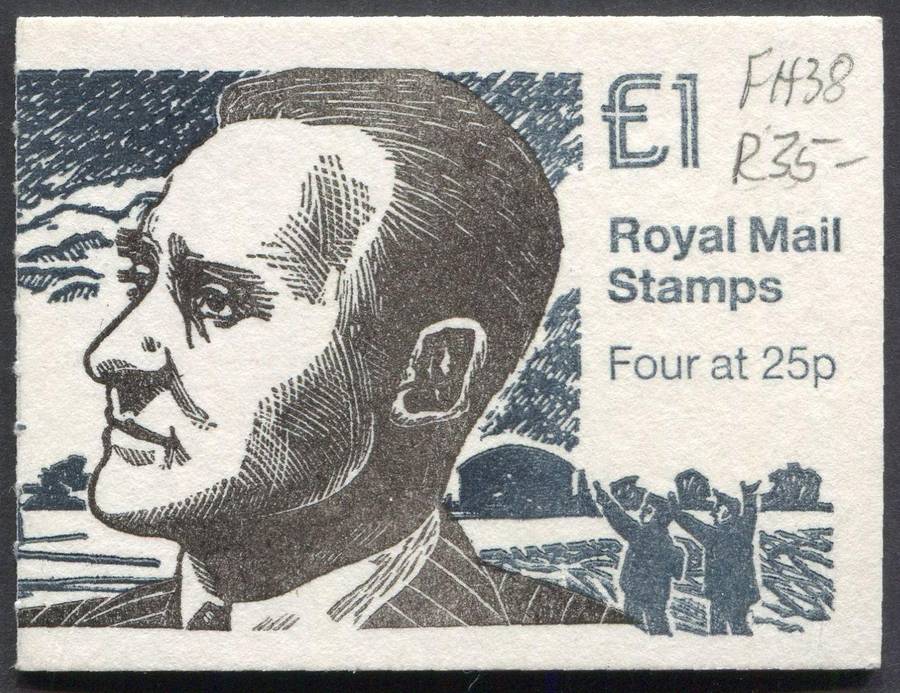 £1
FH38
R35-
Royal Mail
Stamps
Four at 25p